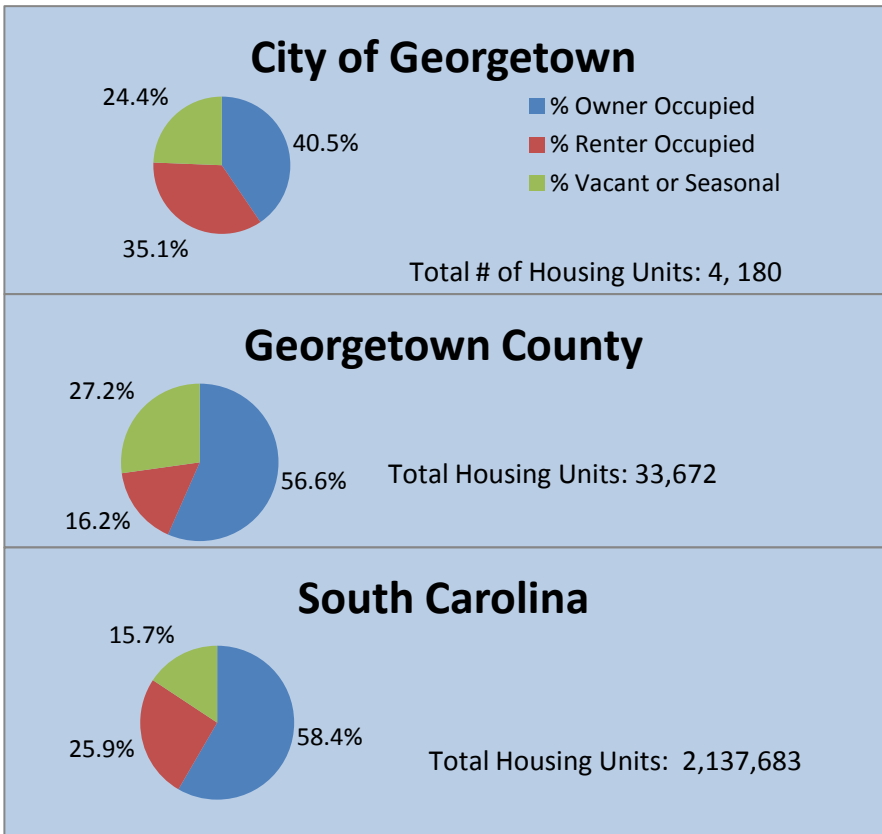 City of Georgetown
24.4%
40.5%
35.1%
% Owner Occupied
% Renter Occupied
% Vacant or Seasonal
Total # of Housing Units: 4, 180
Georgetown County
27.2%
56.6%
16.2%
Total Housing Units: 33,672
South Carolina
15.7%
58.4%
25.9%
Total Housing Units:  2,137,683